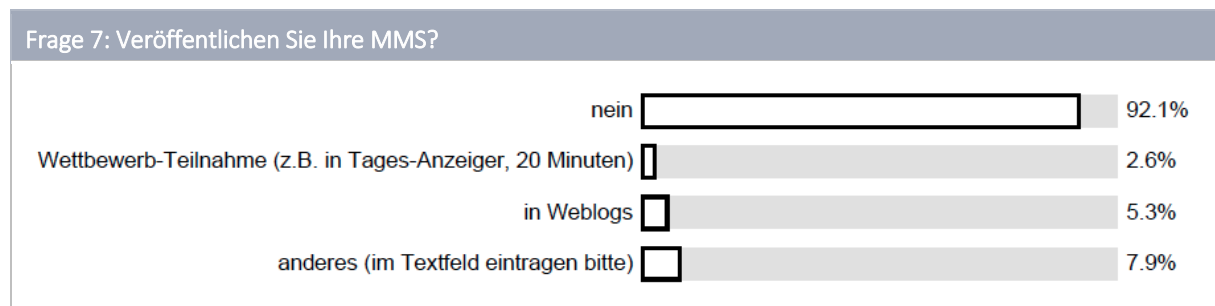 Frage 7: Veröffentlichen Sie Ihre MMS?
nein 92.1%
Wettbewerb-Teilnahme (z.B. in Tages-Anzeiger, 20 Minuten) 2.6%
in Weblogs 5.3%
anderes (im Textfeld eintragen bitte) 7.9%